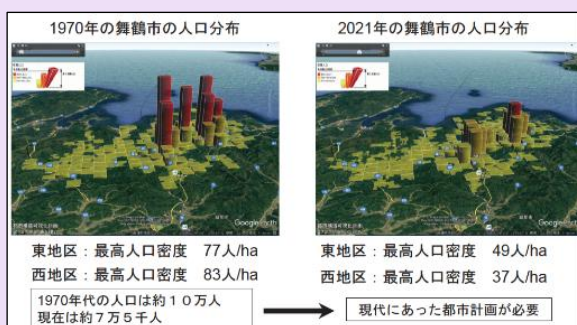 1970年の舞鶴市の人口分布
2021年の舞鶴市の人口分布
Google Earth
Google Earth
東地区：最高人口密度　77人/ha
西地区：最高人口密度　83人/ha
東地区：最高人口密度　49人/ha
西地区：最高人口密度　37人/ha
1970年代の人口は約１０万人
現在は約７万５千人
現代にあった都市計画が必要